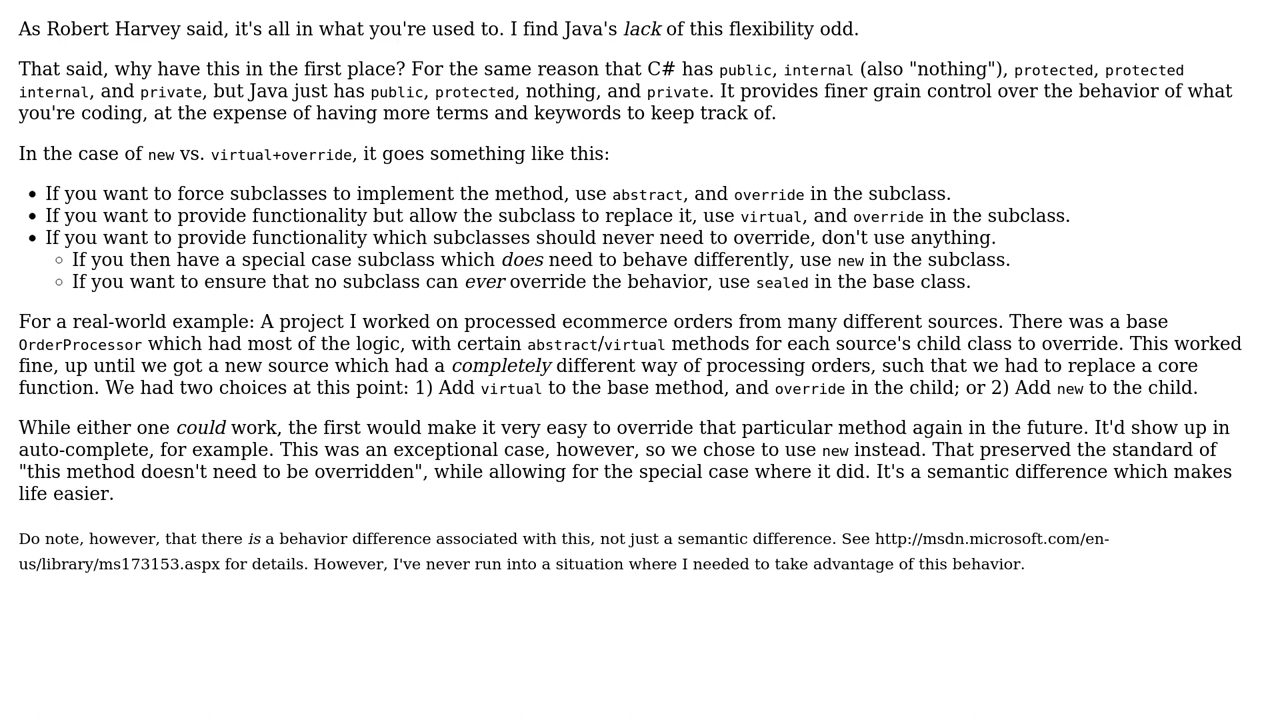 As Robert Harvey said, it's all in what you're used to. I find Java's lack of this flexibility odd.
That said, why have this in the first place? For the same reason that C# has public, internal (also "nothing"), protected, protected
internal, and private, but Java just has public, protected, nothing, and private. It provides finer grain control over the behavior of what
you're coding, at the expense of having more terms and keywords to keep track of.
In the case of new vs. virtual+override, it goes something like this:
• If you want to force subclasses to implement the method, use abstract, and override in the subclass.
• If you want to provide functionality but allow the subclass to replace it, use virtual, and override in the subclass.
• If you want to provide functionality which subclasses should never need to override, don't use anything.
◦ If you then have a special case subclass which does need to behave differently, use new in the subclass.
◦ If you want to ensure that no subclass can ever override the behavior, use sealed in the base class.
For a real-world example: A project I worked on processed ecommerce orders from many different sources. There was a base
OrderProcessor which had most of the logic, with certain abstract/virtual methods for each source's child class to override. This worked
fine, up until we got a new source which had a completely different way of processing orders, such that we had to replace a core
function. We had two choices at this point: 1) Add virtual to the base method, and override in the child; or 2) Add new to the child.
While either one could work, the first would make it very easy to override that particular method again in the future. It'd show up in
auto-complete, for example. This was an exceptional case, however, so we chose to use new instead. That preserved the standard of
"this method doesn't need to be overridden", while allowing for the special case where it did. It's a semantic difference which makes
life easier.
Do note, however, that there is a behavior difference associated with this, not just a semantic difference. See http://msdn.microsoft.com/en-
us/library/ms173153.aspx for details. However, I've never run into a situation where I needed to take advantage of this behavior.